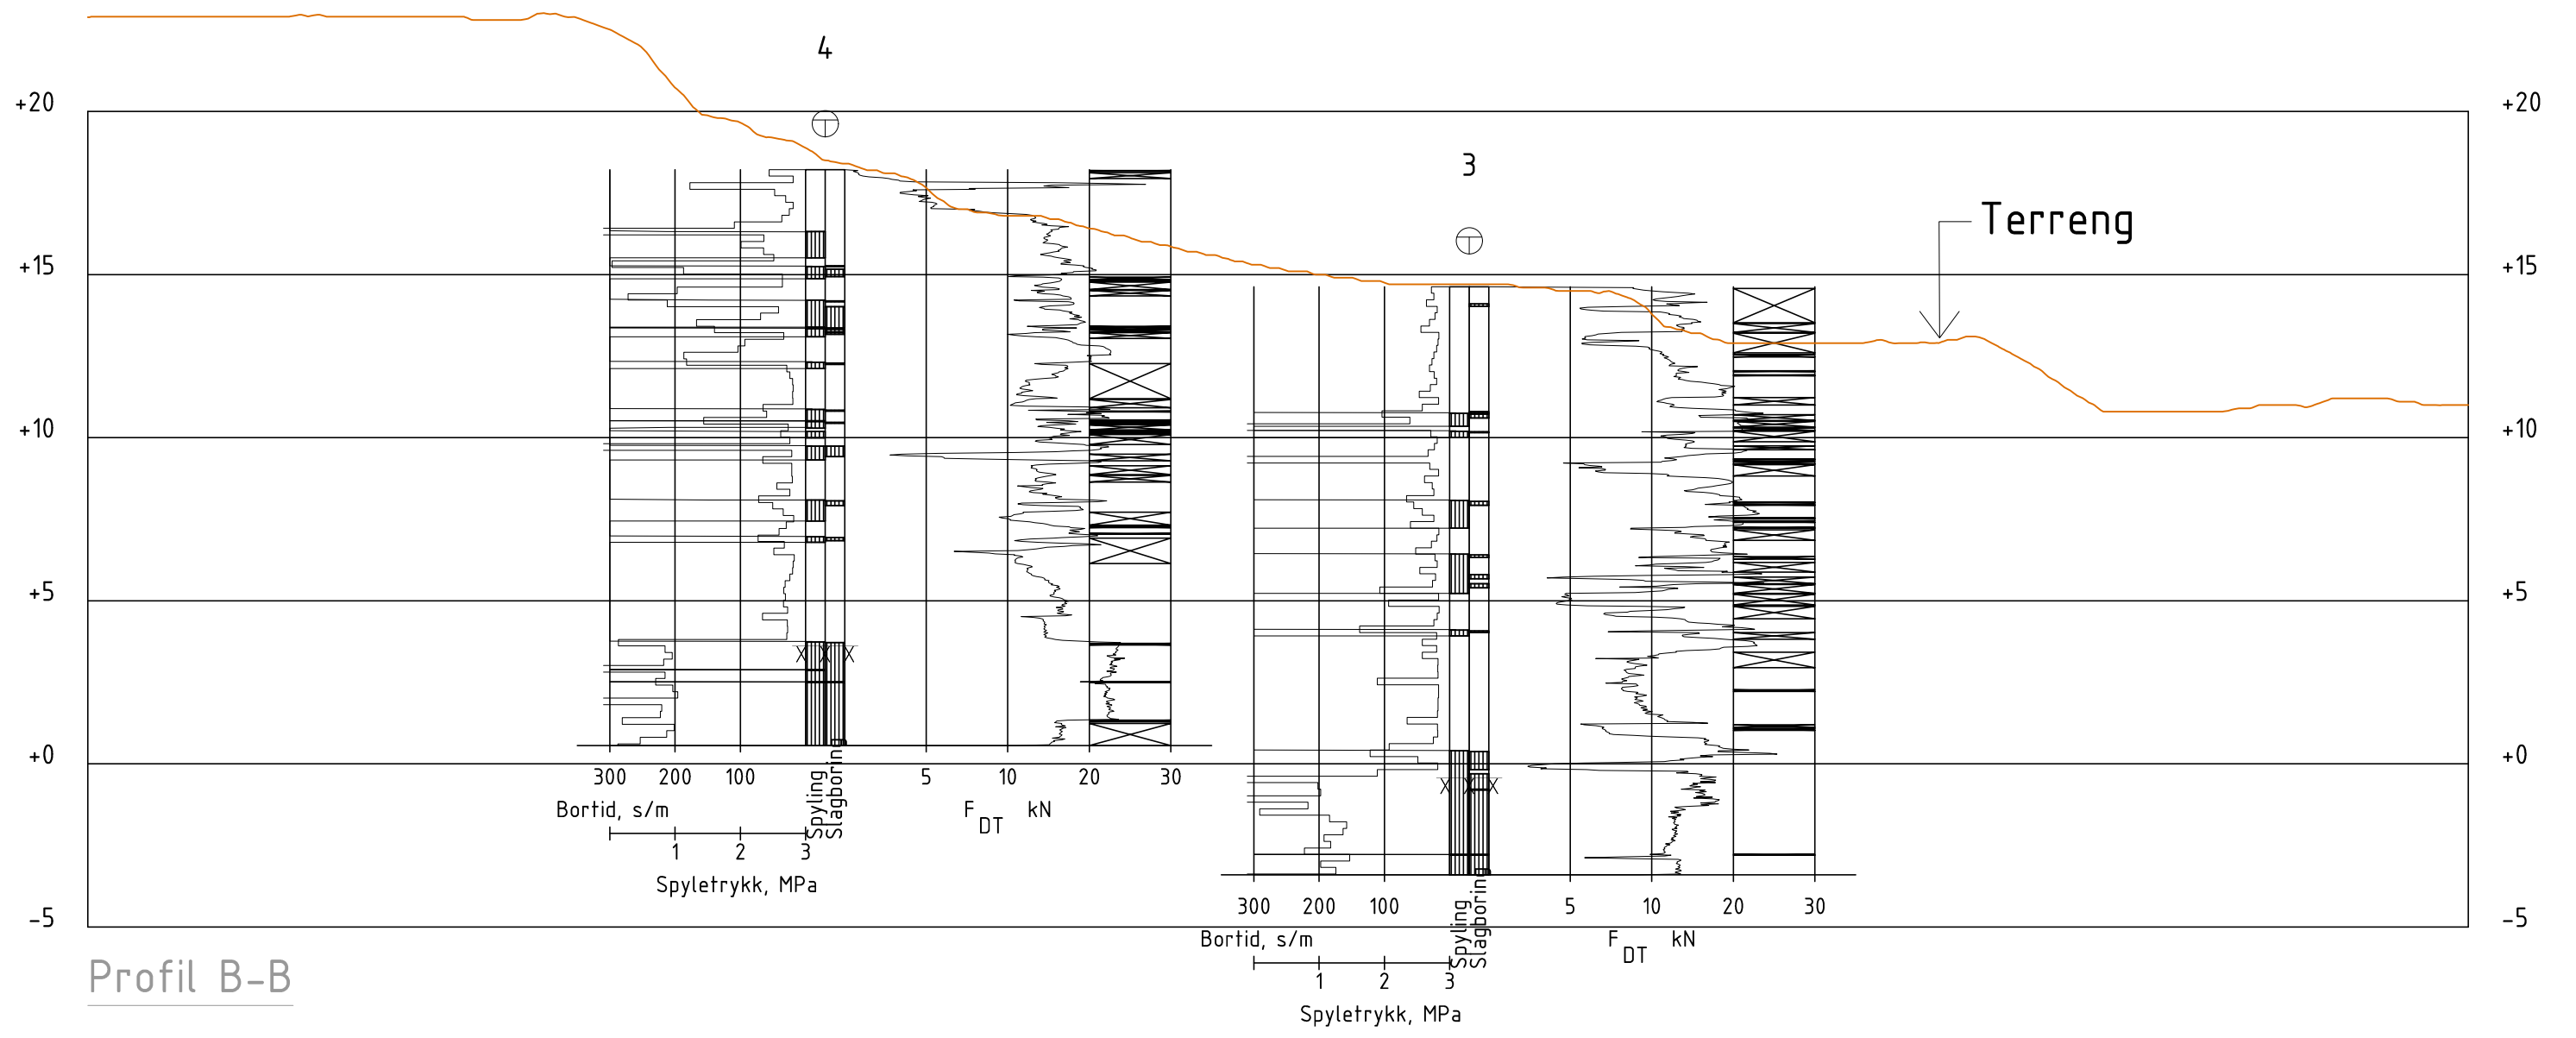 4
+20 +20
3
Terreng
+15 +15
+10 +10
+5 +5
+0 +0
300 200 100 Spyling Slagboring 5 10 20 30
Bortid, s/m F DT kN
1 2 3
Spyletrykk, MPa
300 200 100 Spyling Slagboring 5 10 20 30
-5 -5
Bortid, s/m F DT kN
1 2 3
Spyletrykk, MPa
Profil B-B